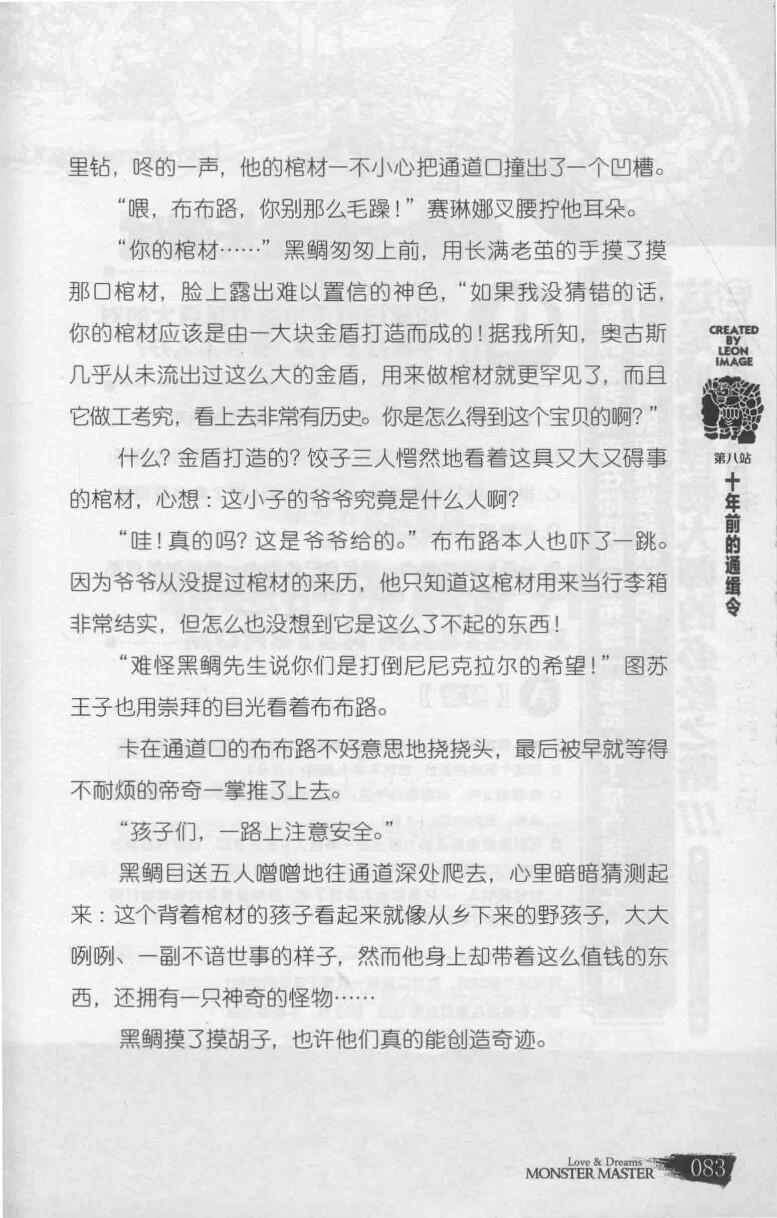 里钻，咚的一声，他的棺材一不小心把通道口撞出了一个凹槽。
“喂，布布路，你别那么毛躁！”赛琳娜叉腰拧他耳朵。
“你的棺材……”黑鲷匆匆上前，用长满老茧的手摸了摸
那口棺材，脸上露出难以置信的神色，“如果我没猜错的话，
你的棺材应该是由一大块金盾打造而成的！据我所知，奥古斯
几乎从未流出过这么大的金盾，用来做棺材就更罕见了，而且
它做工考究，看上去非常有历史。你是怎么得到这个宝贝的啊？”
什么？金盾打造的？饺子三人愕然地看着这具又大又碍事
的棺材，心想：这小子的爷爷究竟是什么人啊？
“哇！真的吗？这是爷爷给的。”布布路本人也吓了一跳。
因为爷爷从没提过棺材的来历，他只知道这棺材用来当行李箱
非常结实，但怎么也没想到它是这么了不起的东西！
“难怪黑鲷先生说你们是打倒尼尼克拉尔的希望！”图苏
王子也用崇拜的目光看着布布路。
卡在通道口的布布路不好意思地挠挠头，最后被早就等得
不耐烦的帝奇一掌推了上去。
“孩子们，一路上注意安全。”
黑鲷目送五人噌噌地往通道深处爬去，心里暗暗猜测起
来：这个背着棺材的孩子看起来就像从乡下来的野孩子，大大
咧咧、一副不谙世事的样子，然而他身上却带着这么值钱的东
西，还拥有一只神奇的怪物……
黑鲷摸了摸胡子，也许他们真的能创造奇迹。
CREATED
BY
LEON
IMAGE
第八站
十年前的通缉令
Love & Dreams
MONSTER MASTER
083